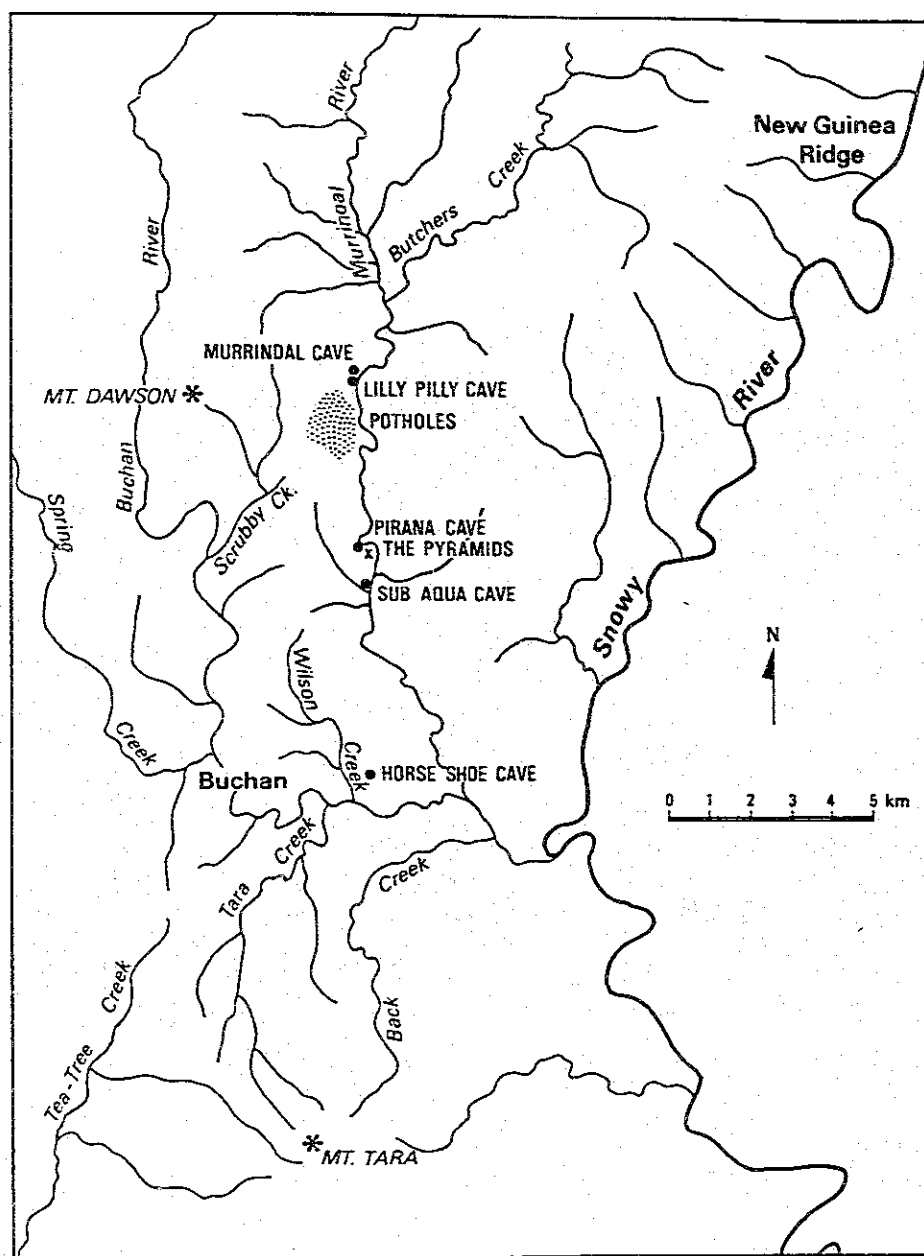 New Guinea
Ridge
River
Creek
Butchers
Murrindal
River
MURRINDAL CAVE
LILLY PILLY CAVE
MT. DAWSON
POTHOLES
River
Buchan
Spring
Scrubby Ck.
PIRANA CAVE
THE PYRAMIDS
SUB AQUA CAVE
Snowy
N
Wilson
Creek
Creek
Buchan
HORSE SHOE CAVE
0 1 2 3 4 5 km
Creek
Tara
Creek
Creek
Back
Tea-Tree
MT. TARA